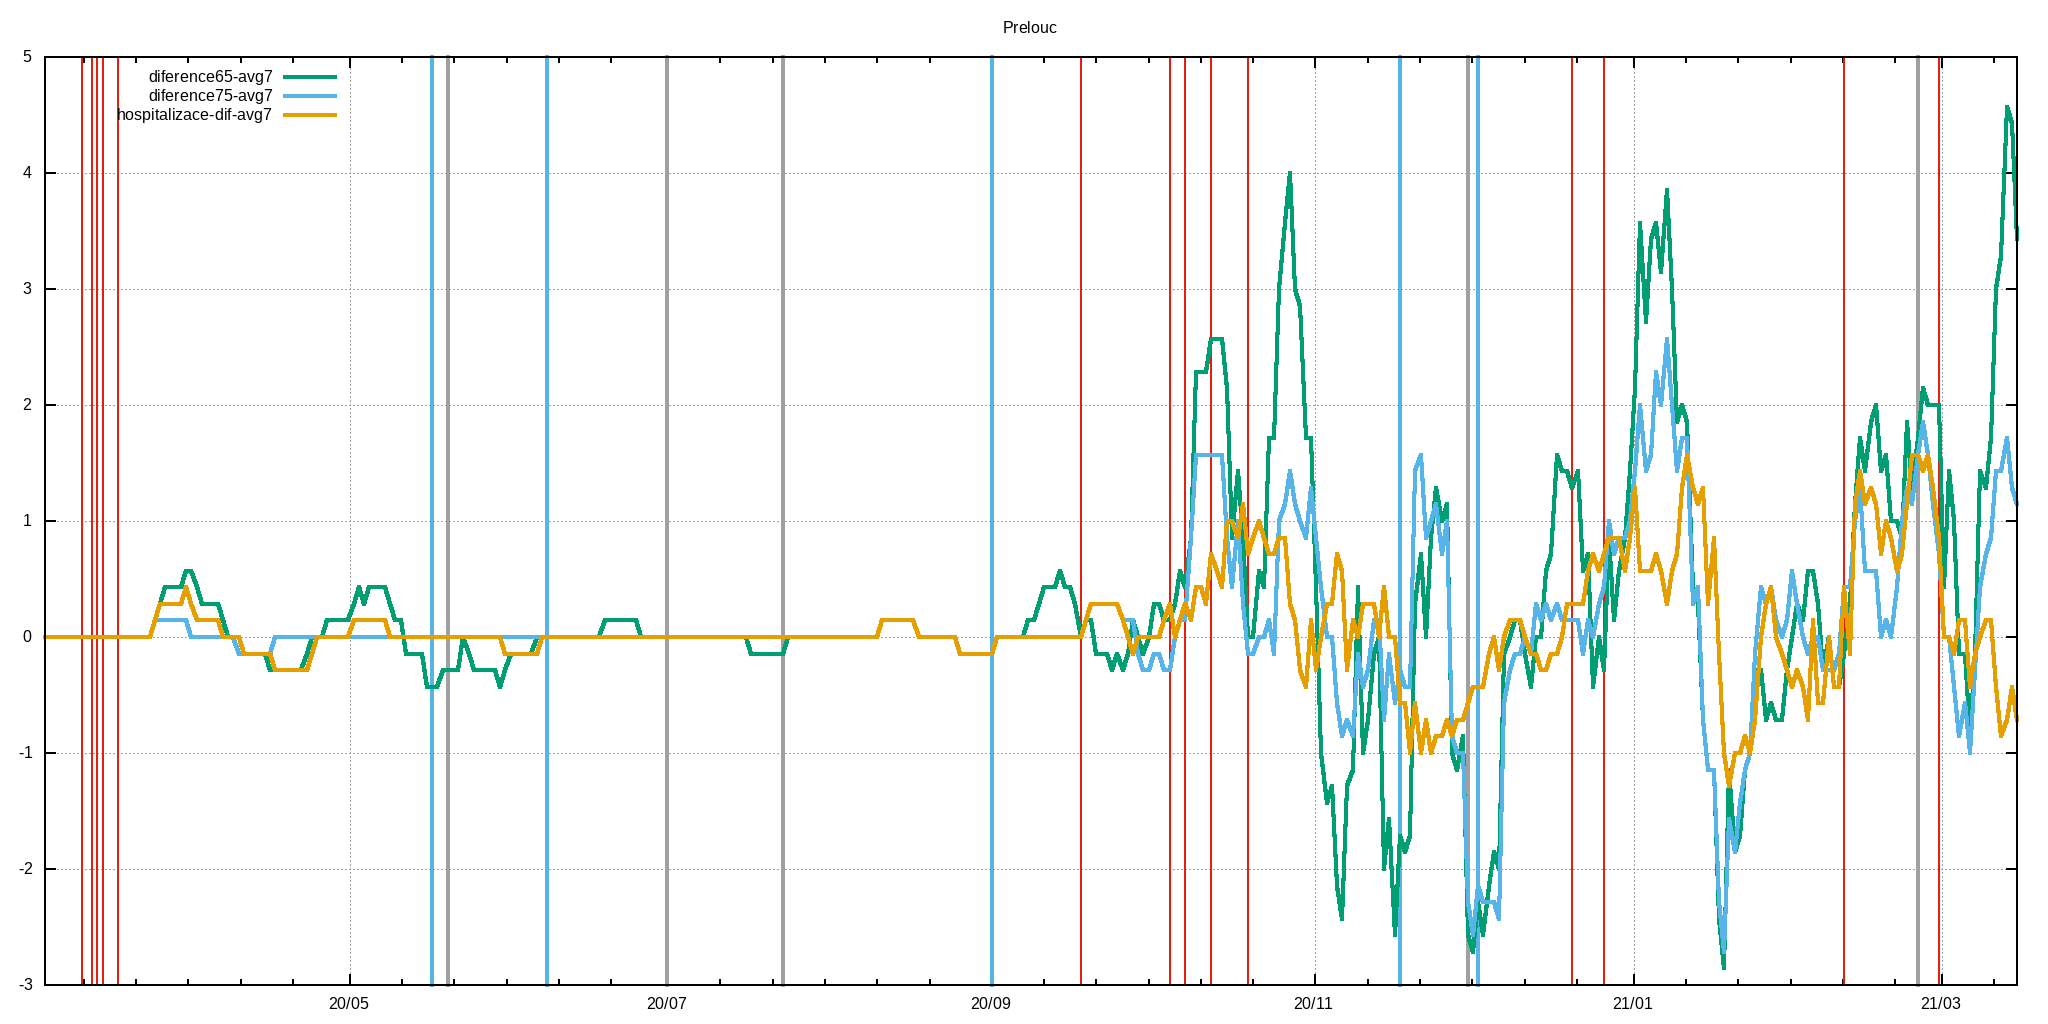 Prelouc
5
diference65-avg7
diference75-avg7
hospitalizace-dif-avg7
4
3
2
1
0
-1
-2
-3
20/05 20/07 20/09 20/11 21/01 21/03